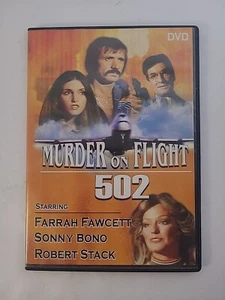 DVD
MURDER ON FLIGHT
502
STARRING
FARRAH FAWCETT
SONNY BONO
ROBERT STACK